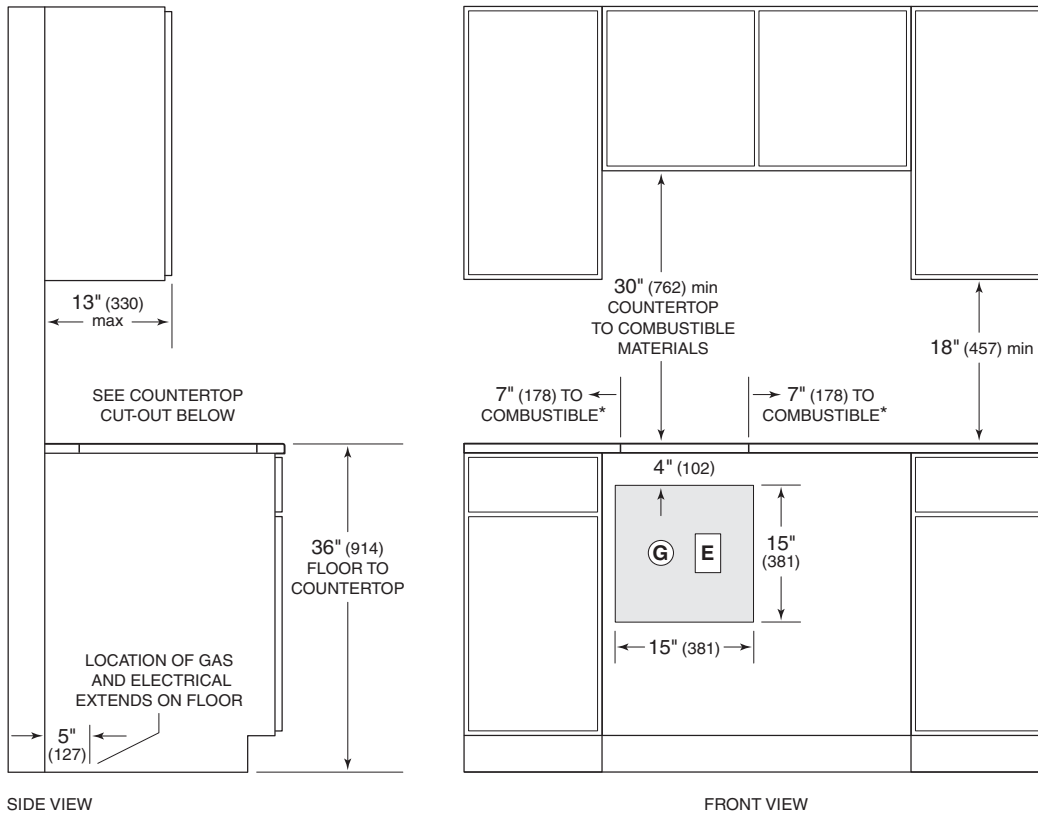 13" (330)
max
SEE COUNTERTOP
CUT-OUT BELOW
36" (914)
FLOOR TO
COUNTERTOP
LOCATION OF GAS
AND ELECTRICAL
EXTENDS ON FLOOR
5"
(127)
SIDE VIEW
30" (762) min
COUNTERTOP
TO COMBUSTIBLE
MATERIALS
18" (457) min
7" (178) TO
COMBUSTIBLE*
7" (178) TO
COMBUSTIBLE*
4" (102)
G
E
15"
(381)
15" (381)
FRONT VIEW